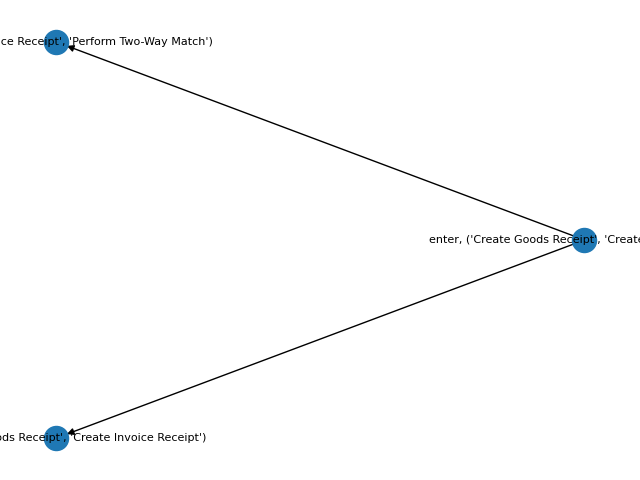 ce Receipt', 'Perform Two-Way Match')
enter, ('Create Goods Receipt', 'Create
ods Receipt', 'Create Invoice Receipt')